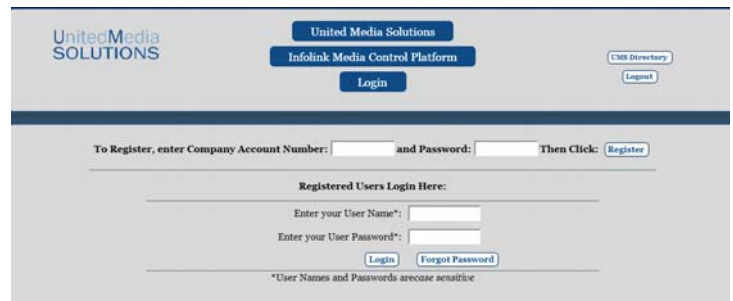 UnitedMedia
SOLUTIONS
United Media Solutions
Infolink Media Control Platform
Login
UMS Directory
Logout
To Register, enter Company Account Number: and Password: Then Click: Register
Registered Users Login Here:
Enter your User Name*:
Enter your User Password*:
Login Forgot Password
*User Names and Passwords arecase sensitive